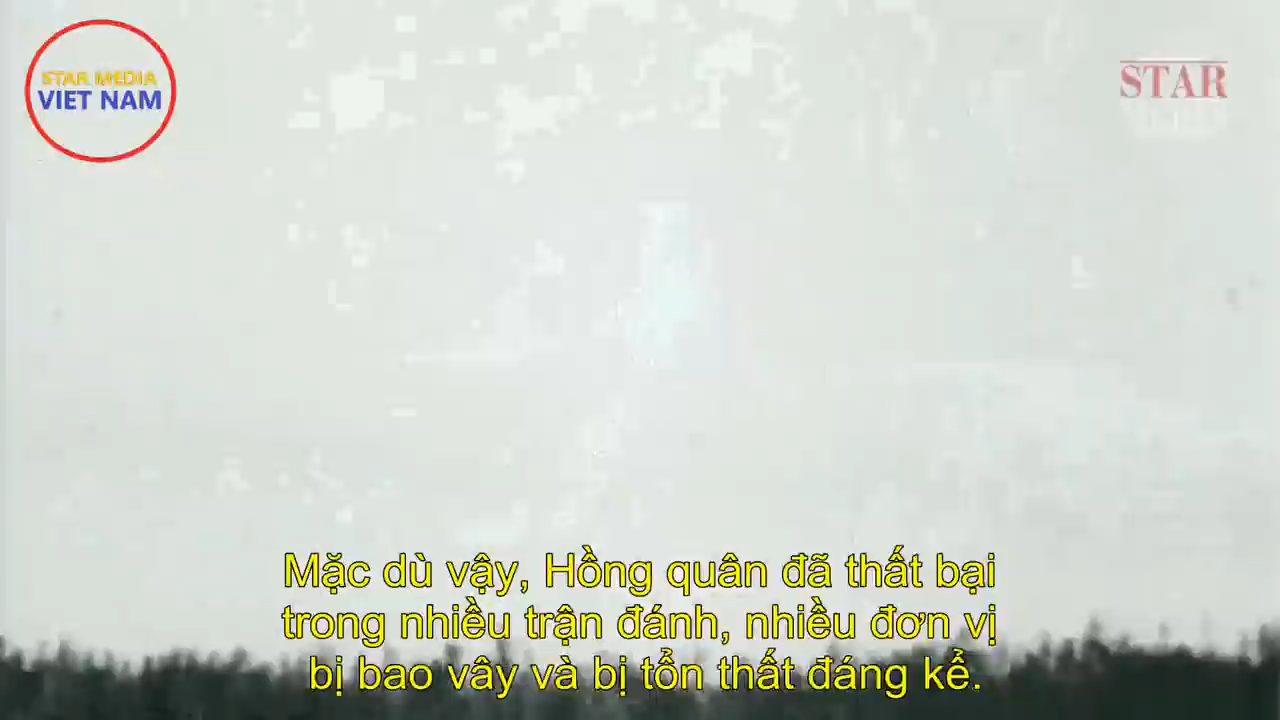 STAR MEDIA
VIET NAM
STAR
Mặc dù vậy, Hồng quân đã thất bại
trong nhiều trận đánh, nhiều đơn vị
bị bao vây và bị tổn thất đáng kể.